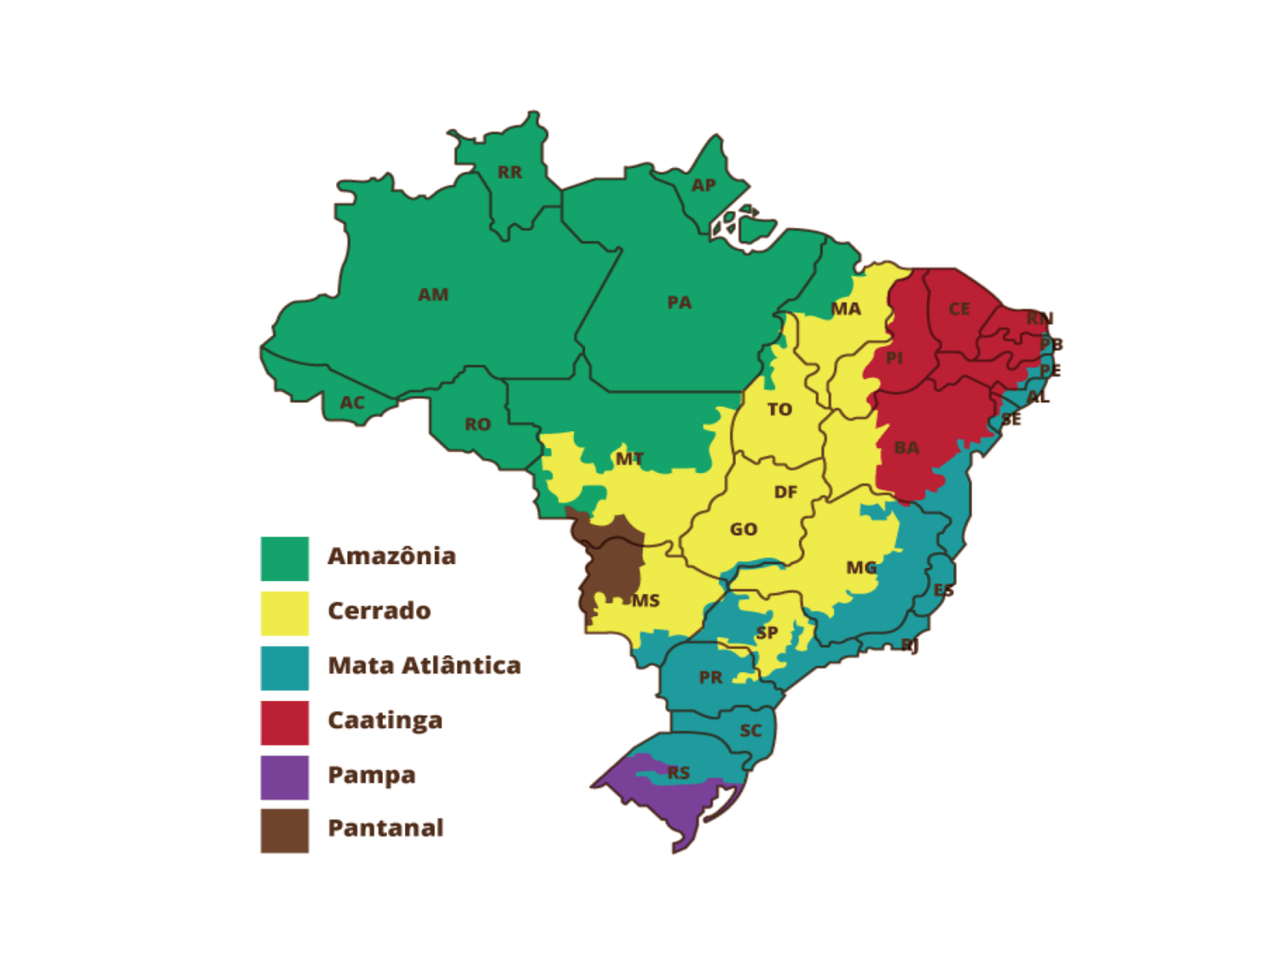 RR
AP
AM
PA
MA
CE
RN
PB
PI
PE
AC
TO
AL
RO
SE
BA
MT
DF
GO
MG
ES
MS
SP
RJ
PR
SC
RS
Amazônia
Cerrado
Mata Atlântica
Caatinga
Pampa
Pantanal